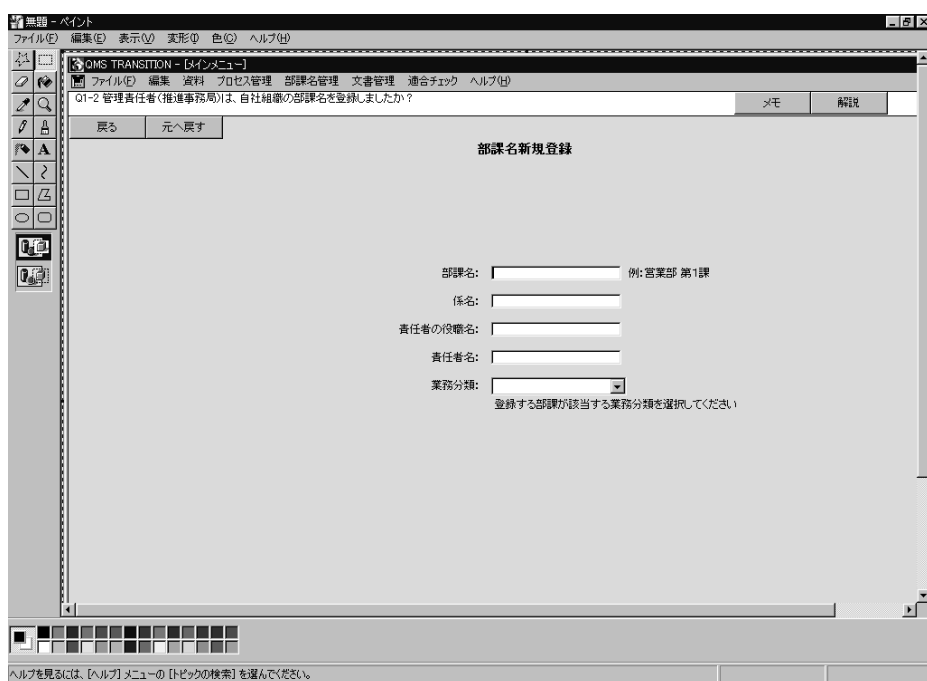 無題 - ペイント
ファイル(F) 編集(E) 表示(V) 変形(I) 色(C) ヘルプ(H)
QMS TRANSITION - [メインメニュー]
ファイル(F) 編集 資料 プロセス管理 部課名管理 文書管理 適合チェック ヘルプ(H)
Q1-2 管理責任者(推進事務局)は、自社組織の部課名を登録しましたか?
メモ 解説
戻る 元へ戻す
部課名新規登録
部課名: 例:営業部 第1課
係名:
責任者の役職名:
責任者名:
業務分類:
登録する部課が該当する業務分類を選択してください
ヘルプを見るには、[ヘルプ] メニューの [トピックの検索] を選んでください。